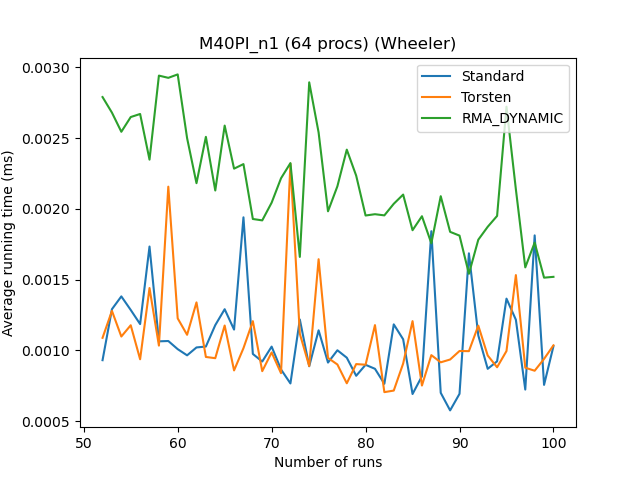 M40PI_n1 (64 procs) (Wheeler)
Standard
Torsten
RMA_DYNAMIC
0.0030
0.0025
0.0020
0.0015
0.0010
0.0005
Average running time (ms)
50 60 70 80 90 100
Number of runs